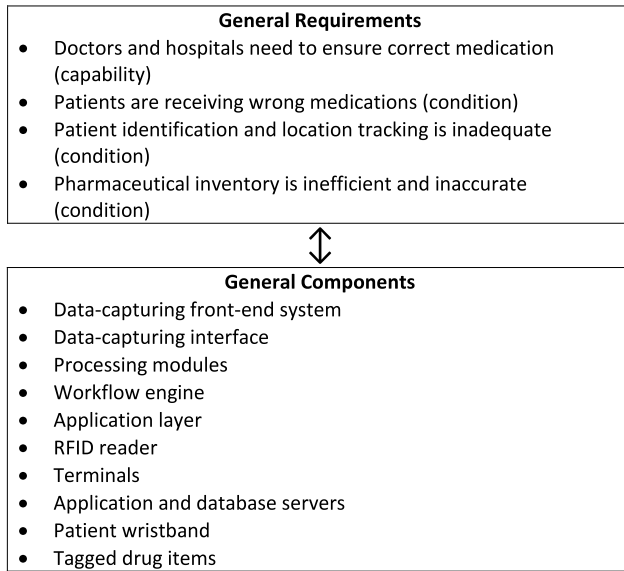 General Requirements
• Doctors and hospitals need to ensure correct medication
(capability)
• Patients are receiving wrong medications (condition)
• Patient identification and location tracking is inadequate
(condition)
• Pharmaceutical inventory is inefficient and inaccurate
(condition)
General Components
• Data-capturing front-end system
• Data-capturing interface
• Processing modules
• Workflow engine
• Application layer
• RFID reader
• Terminals
• Application and database servers
• Patient wristband
• Tagged drug items